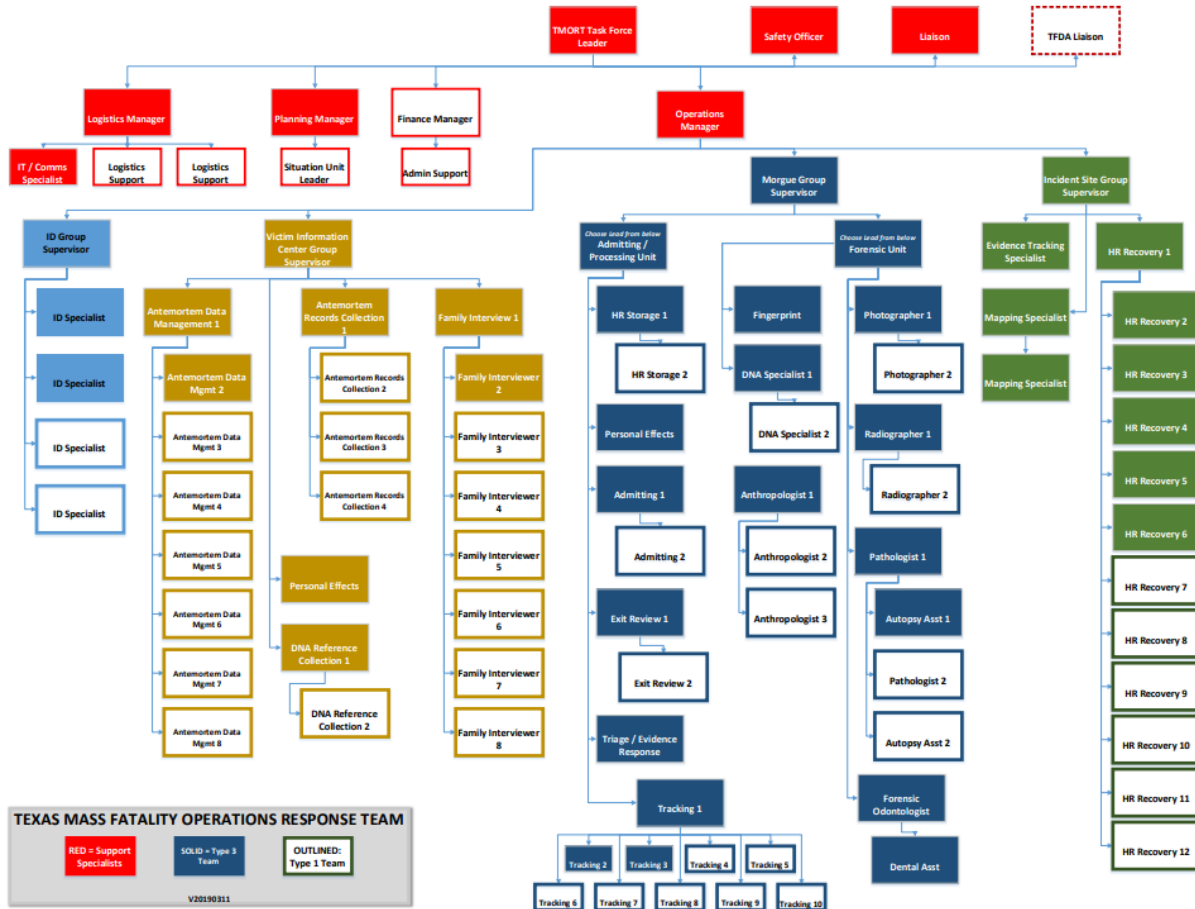 TMORT Task Force
Leader
Safety Officer
Liaison
TFDA Liaison
Logistics Manager
Planning Manager
Finance Manager
Operations
Manager
IT / Comms
Specialist
Logistics
Support
Logistics
Support
Situation Unit
Leader
Admin Support
Morgue Group
Supervisor
Incident Site Group
Supervisor
ID Group
Supervisor
Victim Information
Center Group
Supervisor
Choose Lead from below
Admitting /
Processing Unit
Choose Lead from below
Forensic Unit
Evidence Tracking
Specialist
HR Recovery 1
ID Specialist
ID Specialist
ID Specialist
ID Specialist
Antemortem Data
Management 1
Antemortem Data
Mgmt 2
Antemortem Data
Mgmt 3
Antemortem Data
Mgmt 4
Antemortem Data
Mgmt 5
Antemortem Data
Mgmt 6
Antemortem Data
Mgmt 7
Antemortem Data
Mgmt 8
Antemortem
Records Collection
1
Antemortem Records
Collection 2
Antemortem Records
Collection 3
Antemortem Records
Collection 4
Personal Effects
DNA Reference
Collection 1
DNA Reference
Collection 2
Family Interview 1
Family Interviewer
2
Family Interviewer
3
Family Interviewer
4
Family Interviewer
5
Family Interviewer
6
Family Interviewer
7
Family Interviewer
8
HR Storage 1
HR Storage 2
Personal Effects
Admitting 1
Admitting 2
Exit Review 1
Exit Review 2
Triage / Evidence
Response
Tracking 1
Tracking 2
Tracking 3
Tracking 4
Tracking 5
Tracking 6
Tracking 7
Tracking 8
Tracking 9
Tracking 10
Fingerprint
DNA Specialist 1
DNA Specialist 2
Anthropologist 1
Anthropologist 2
Anthropologist 3
Photographer 1
Photographer 2
Radiographer 1
Radiographer 2
Pathologist 1
Autopsy Asst 1
Pathologist 2
Autopsy Asst 2
Forensic
Odontologist
Dental Asst
Mapping Specialist
Mapping Specialist
HR Recovery 2
HR Recovery 3
HR Recovery 4
HR Recovery 5
HR Recovery 6
HR Recovery 7
HR Recovery 8
HR Recovery 9
HR Recovery 10
HR Recovery 11
HR Recovery 12
TEXAS MASS FATALITY OPERATIONS RESPONSE TEAM
RED = Support
Specialists
SOLID = Type 3
Team
OUTLINED:
Type 1 Team
V20190311